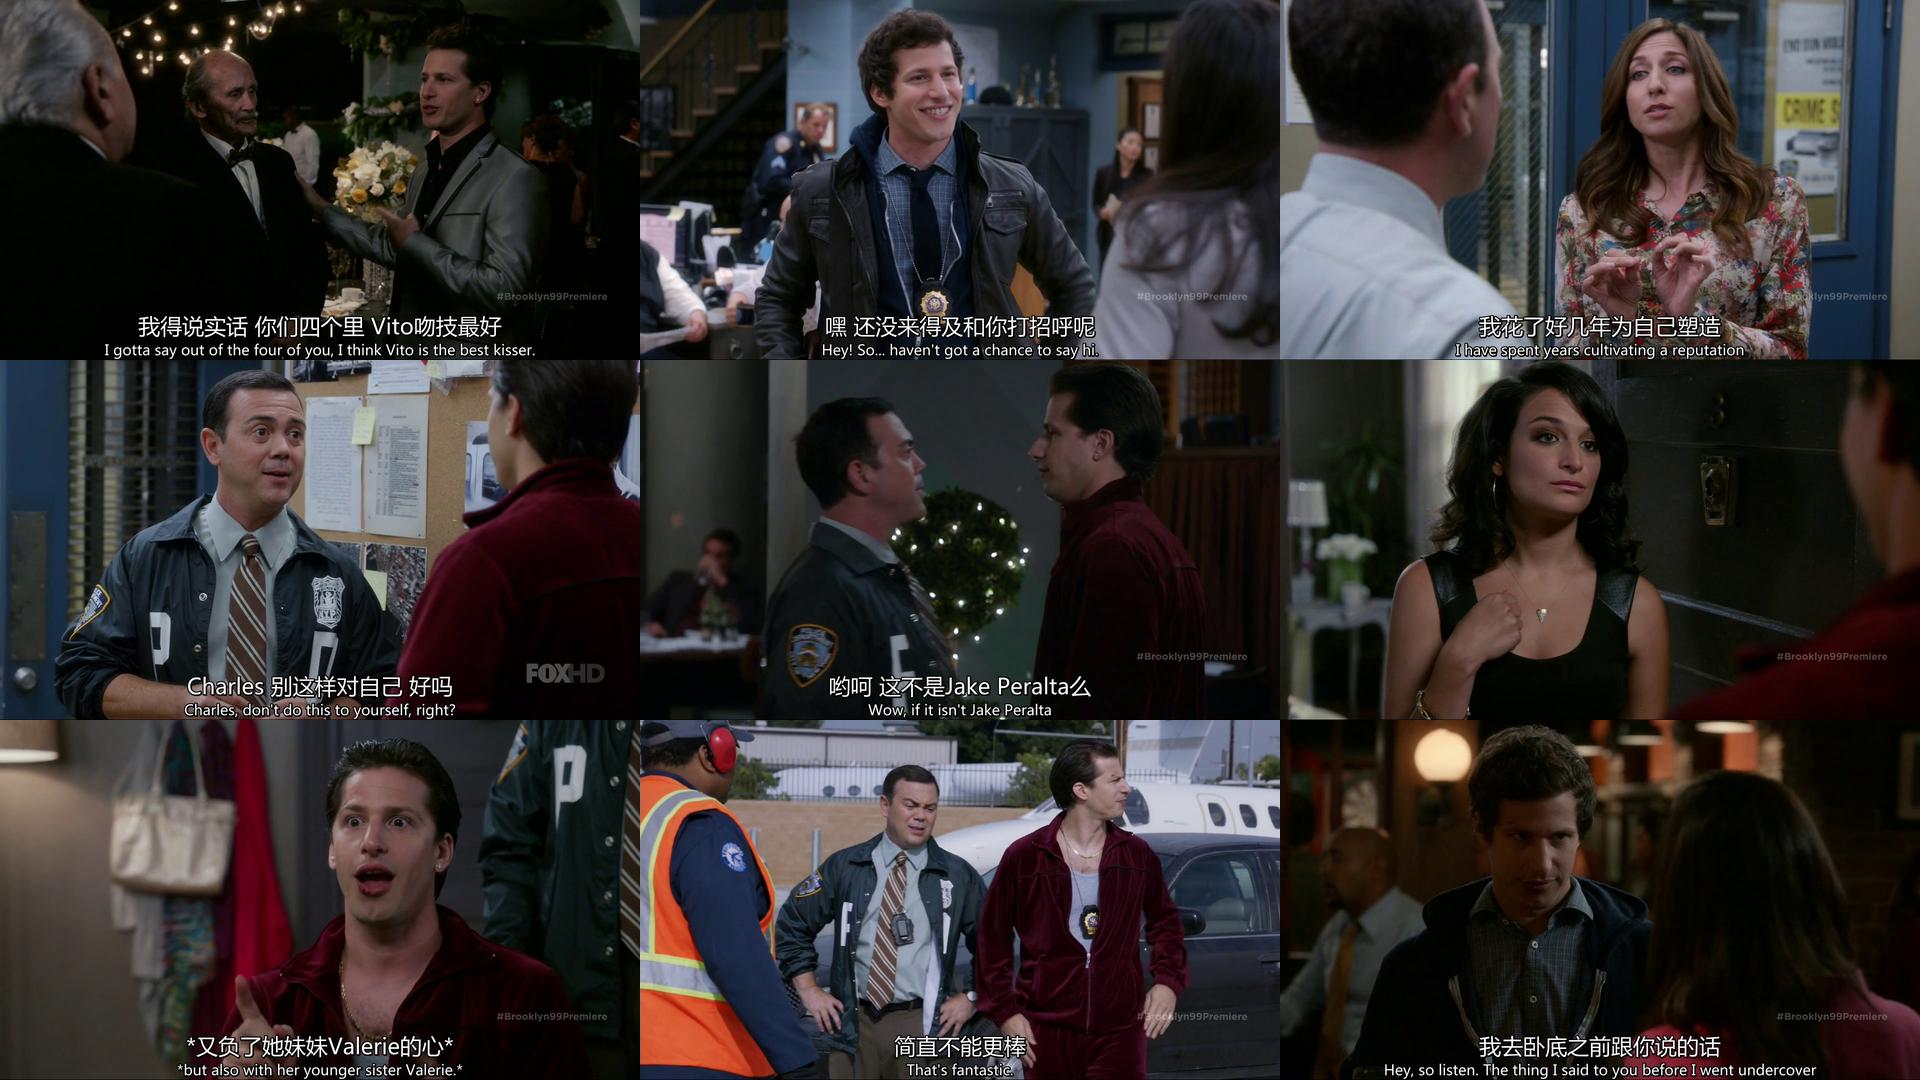 #Brooklyn99Premiere
我得说实话 你们四个里 Vito吻技最好
I gotta say out of the four of you, I think Vito is the best kisser.
#Brooklyn99Premiere
嘿 还没来得及和你打招呼呢
Hey! So... haven't got a chance to say hi.
CRIME S
#Brooklyn99Premiere
我花了好几年为自己塑造
I have spent years cultivating a reputation
P
FOXHD
Charles 别这样对自己 好吗
Charles, don't do this to yourself, right?
#Brooklyn99Premiere
哟呵 这不是Jake Peralta么
Wow, if it isn't Jake Peralta
3
#Brooklyn99Premiere
P
#Brooklyn99Premiere
*又负了她妹妹Valerie的心*
*but also with her younger sister Valerie.*
#Brooklyn99Premiere
简直不能更棒
That's fantastic.
#Brooklyn99Premiere
我去卧底之前跟你说的话
Hey, so listen. The thing I said to you before I went undercover